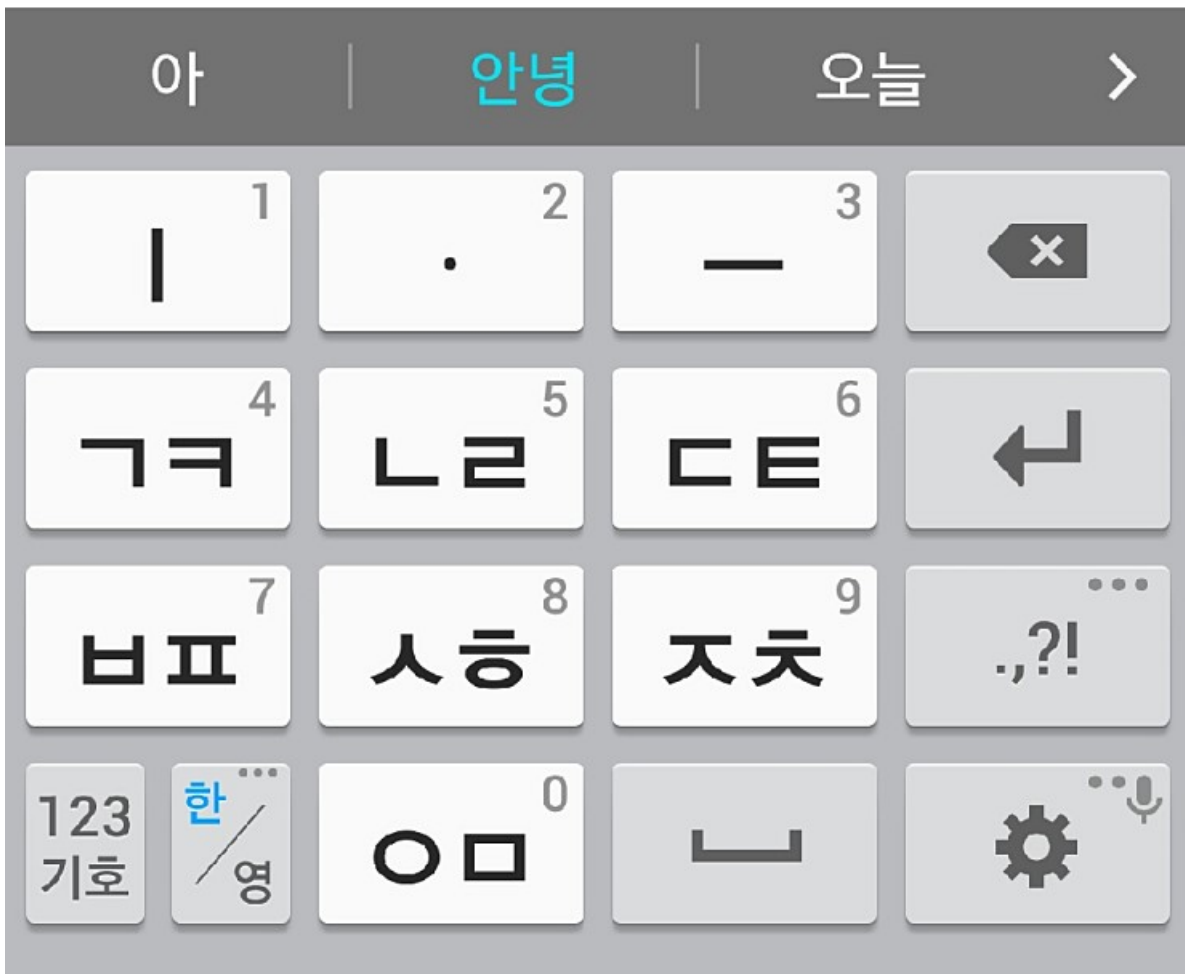 아 안녕 오늘 >
1 2 3
ㅣ · ㅡ
4 5 6
ㄱㅋ ㄴㄹ ㄷㅌ
7 8 9
ㅂㅍ ㅅㅎ ㅈㅊ .,?!
123 한/영 0
기호 ㅇㅁ